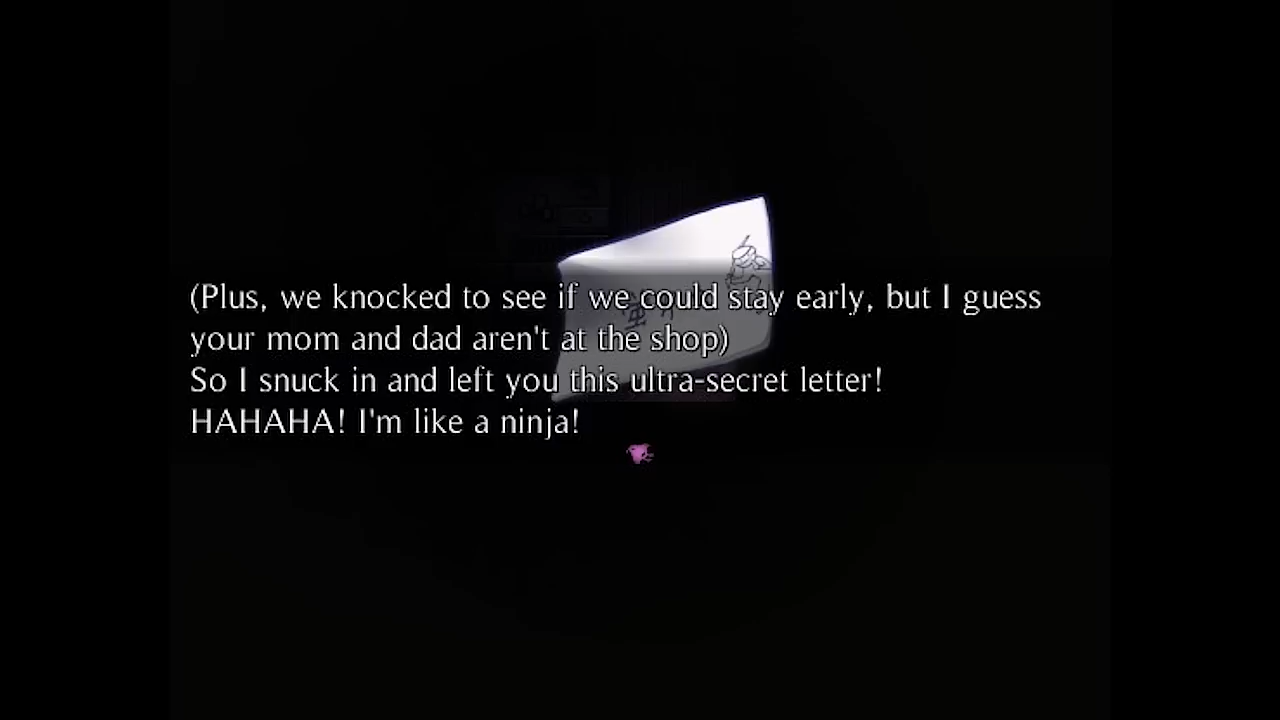 (Plus, we knocked to see if we could stay early, but I guess
your mom and dad aren't at the shop)
So I snuck in and left you this ultra-secret letter!
HAHAHA! I'm like a ninja!